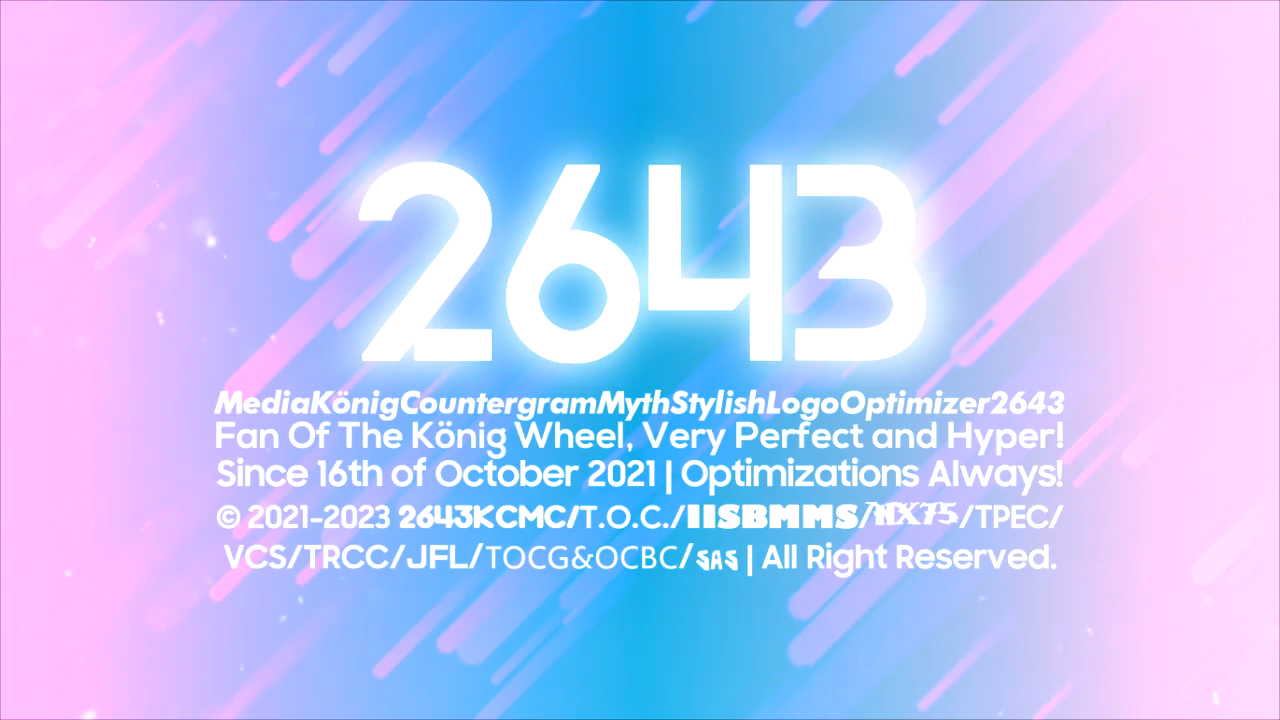 2643
MediaKönigCountergramMythStylishLogoOptimizer2643
Fan Of The König Wheel, Very Perfect and Hyper!
Since 16th of October 2021 | Optimizations Always!
© 2021-2023 2643KCMC/T.O.C./IISBMMS/ /TPEC/
VCS/TRCC/JFL/TOCG&OCBC/SAS | All Right Reserved.